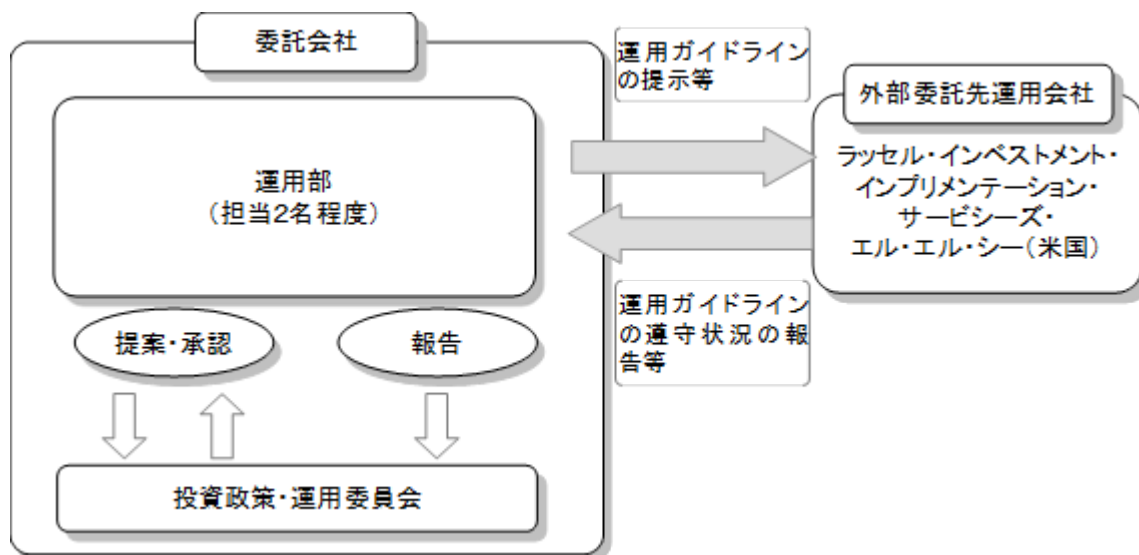 委託会社
運用部
（担当2名程度）
提案・承認
報告
投資政策・運用委員会
運用ガイドライン
の提示等
運用ガイドライン
の遵守状況の報
告等
外部委託先運用会社
ラッセル・インベストメント・
インプリメンテーション・
サービシーズ・
エル・エル・シー（米国）